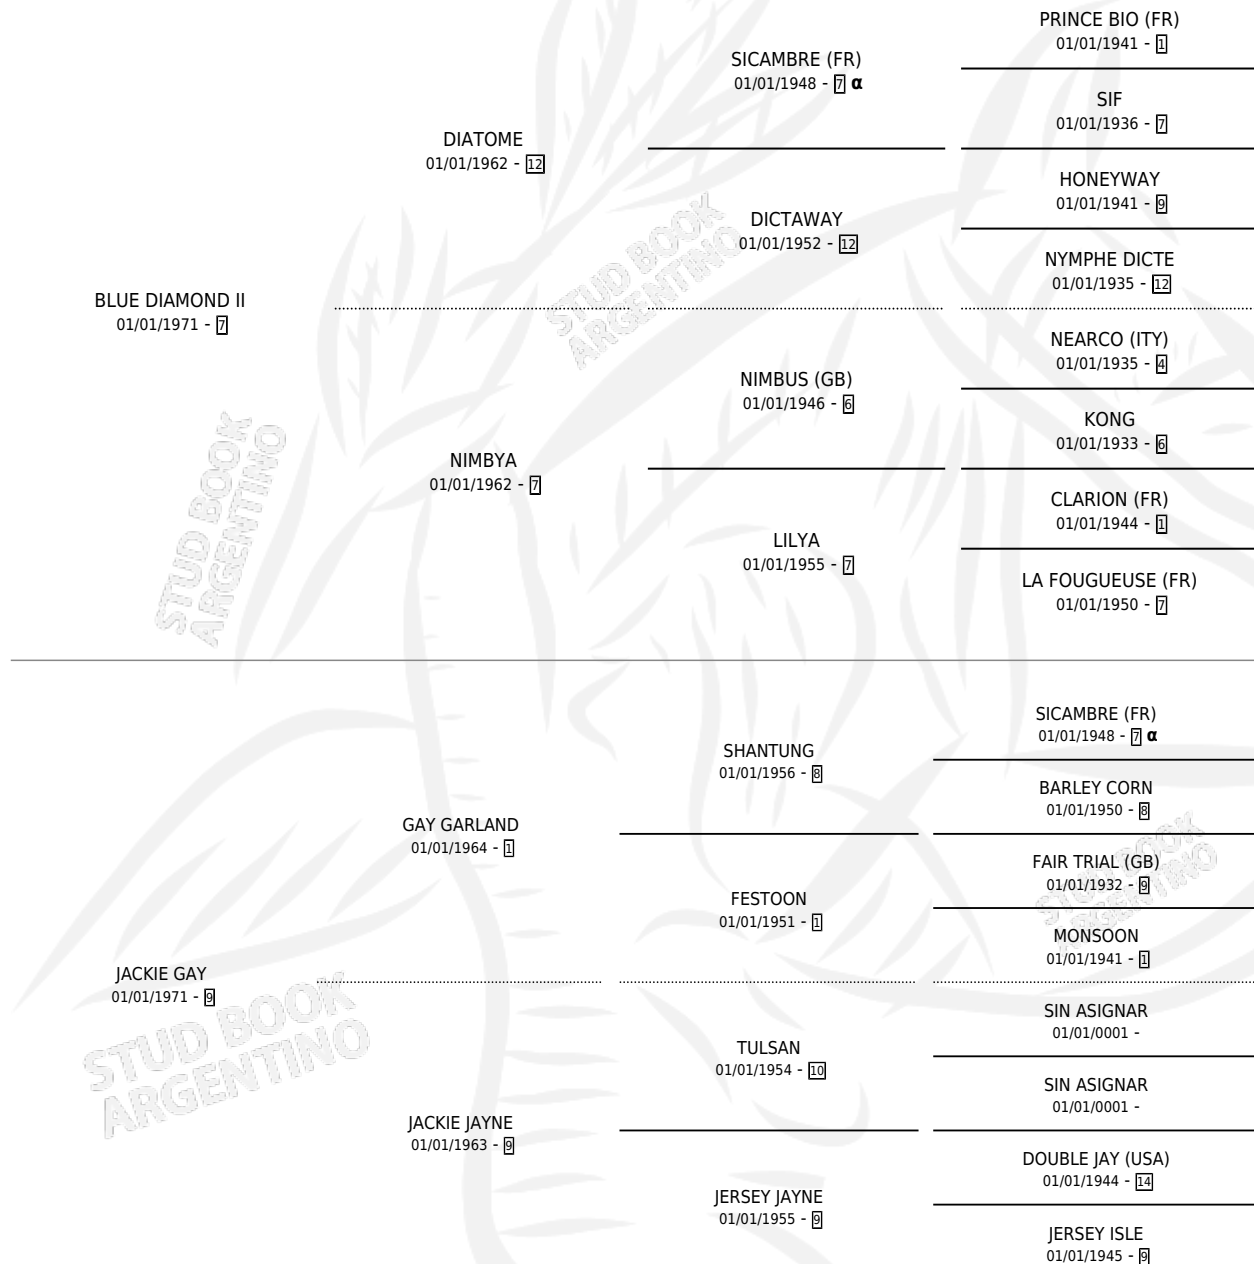 PRINCE BIO (FR)
01/01/1941 - 1
SICAMBRE (FR)
01/01/1948 - 7 α
SIF
01/01/1936 - 7
DIATOME
01/01/1962 - 12
HONEYWAY
01/01/1941 - 9
DICTAWAY
01/01/1952 - 12
NYMPHE DICTE
01/01/1935 - 12
STUD BOOK
ARGENTINO
BLUE DIAMOND II
01/01/1971 - 7
NEARCO (ITY)
01/01/1935 - 4
NIMBUS (GB)
01/01/1946 - 6
KONG
01/01/1933 - 6
NIMBYA
01/01/1962 - 7
CLARION (FR)
01/01/1944 - 1
LILYA
01/01/1955 - 7
LA FOUGUEUSE (FR)
01/01/1950 - 7
STUD BOOK
ARGENTINO
SICAMBRE (FR)
01/01/1948 - 7 α
SHANTUNG
01/01/1956 - 8
BARLEY CORN
01/01/1950 - 8
GAY GARLAND
01/01/1964 - 1
FAIR TRIAL (GB)
01/01/1932 - 9
FESTOON
01/01/1951 - 1
MONSOON
01/01/1941 - 1
STUD BOOK
ARGENTINO
JACKIE GAY
01/01/1971 - 9
SIN ASIGNAR
01/01/0001 -
TULSAN
01/01/1954 - 10
SIN ASIGNAR
01/01/0001 -
STUD BOOK
ARGENTINO
JACKIE JAYNE
01/01/1963 - 9
DOUBLE JAY (USA)
01/01/1944 - 14
JERSEY JAYNE
01/01/1955 - 9
JERSEY ISLE
01/01/1945 - 9